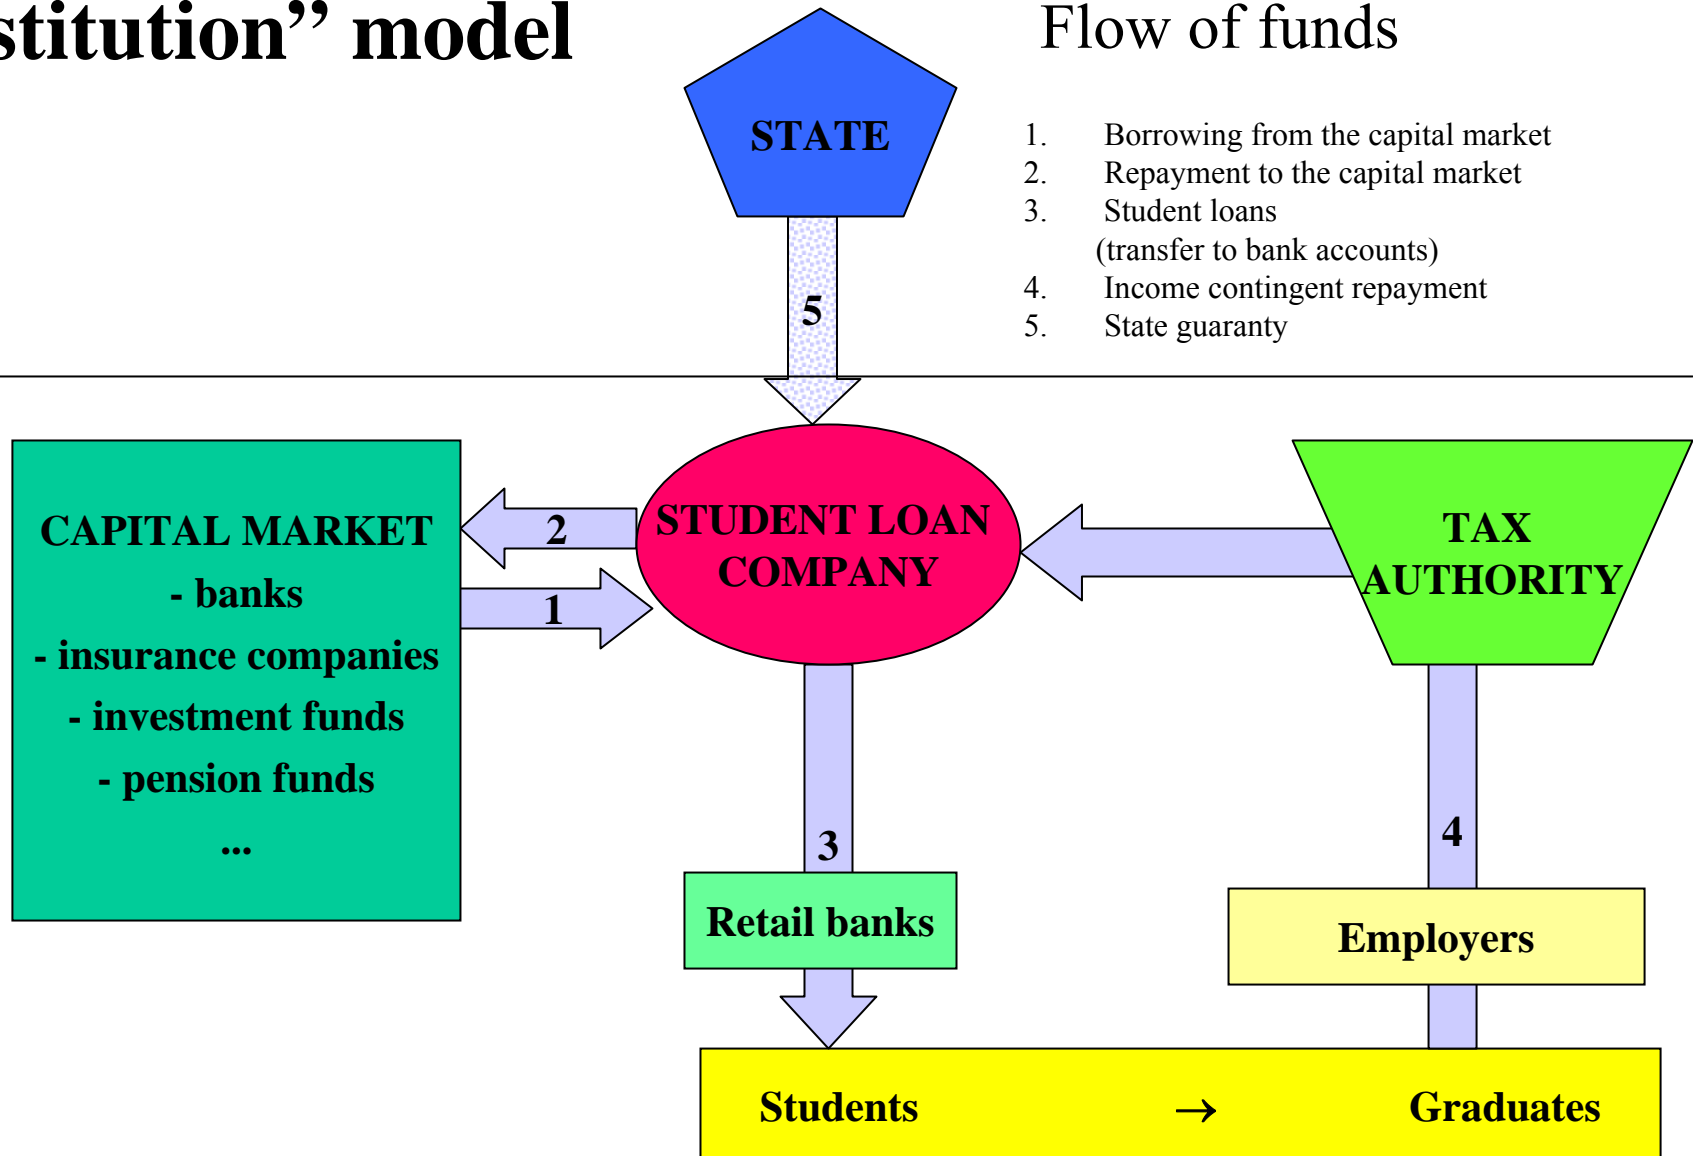 stitution” model
Flow of funds
STATE
1. Borrowing from the capital market
2. Repayment to the capital market
3. Student loans
(transfer to bank accounts)
4. Income contingent repayment
5. State guaranty
5
CAPITAL MARKET
- banks
- insurance companies
- investment funds
- pension funds
...
2
1
STUDENT LOAN
COMPANY
TAX
AUTHORITY
3
4
Retail banks
Employers
Students → Graduates